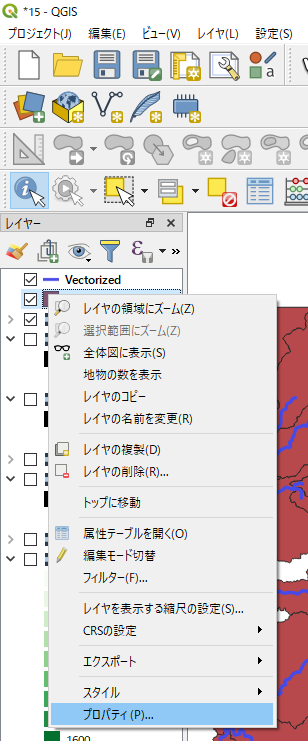 *15 - QGIS
プロジェクト(J) 編集(E) ビュー(V) レイヤ(L) 設定(S)
レイヤー
Vectorized
レイヤの領域にズーム(Z)
選択範囲にズーム(Z)
全体図に表示(S)
地物の数を表示
レイヤのコピー
レイヤの名前を変更(R)
レイヤの複製(D)
レイヤの削除(R)...
トップに移動
属性テーブルを開く(O)
編集モード切替
フィルター(F)...
レイヤを表示する縮尺の設定(S)...
CRSの設定
エクスポート
スタイル
プロパティ(P)...
1600